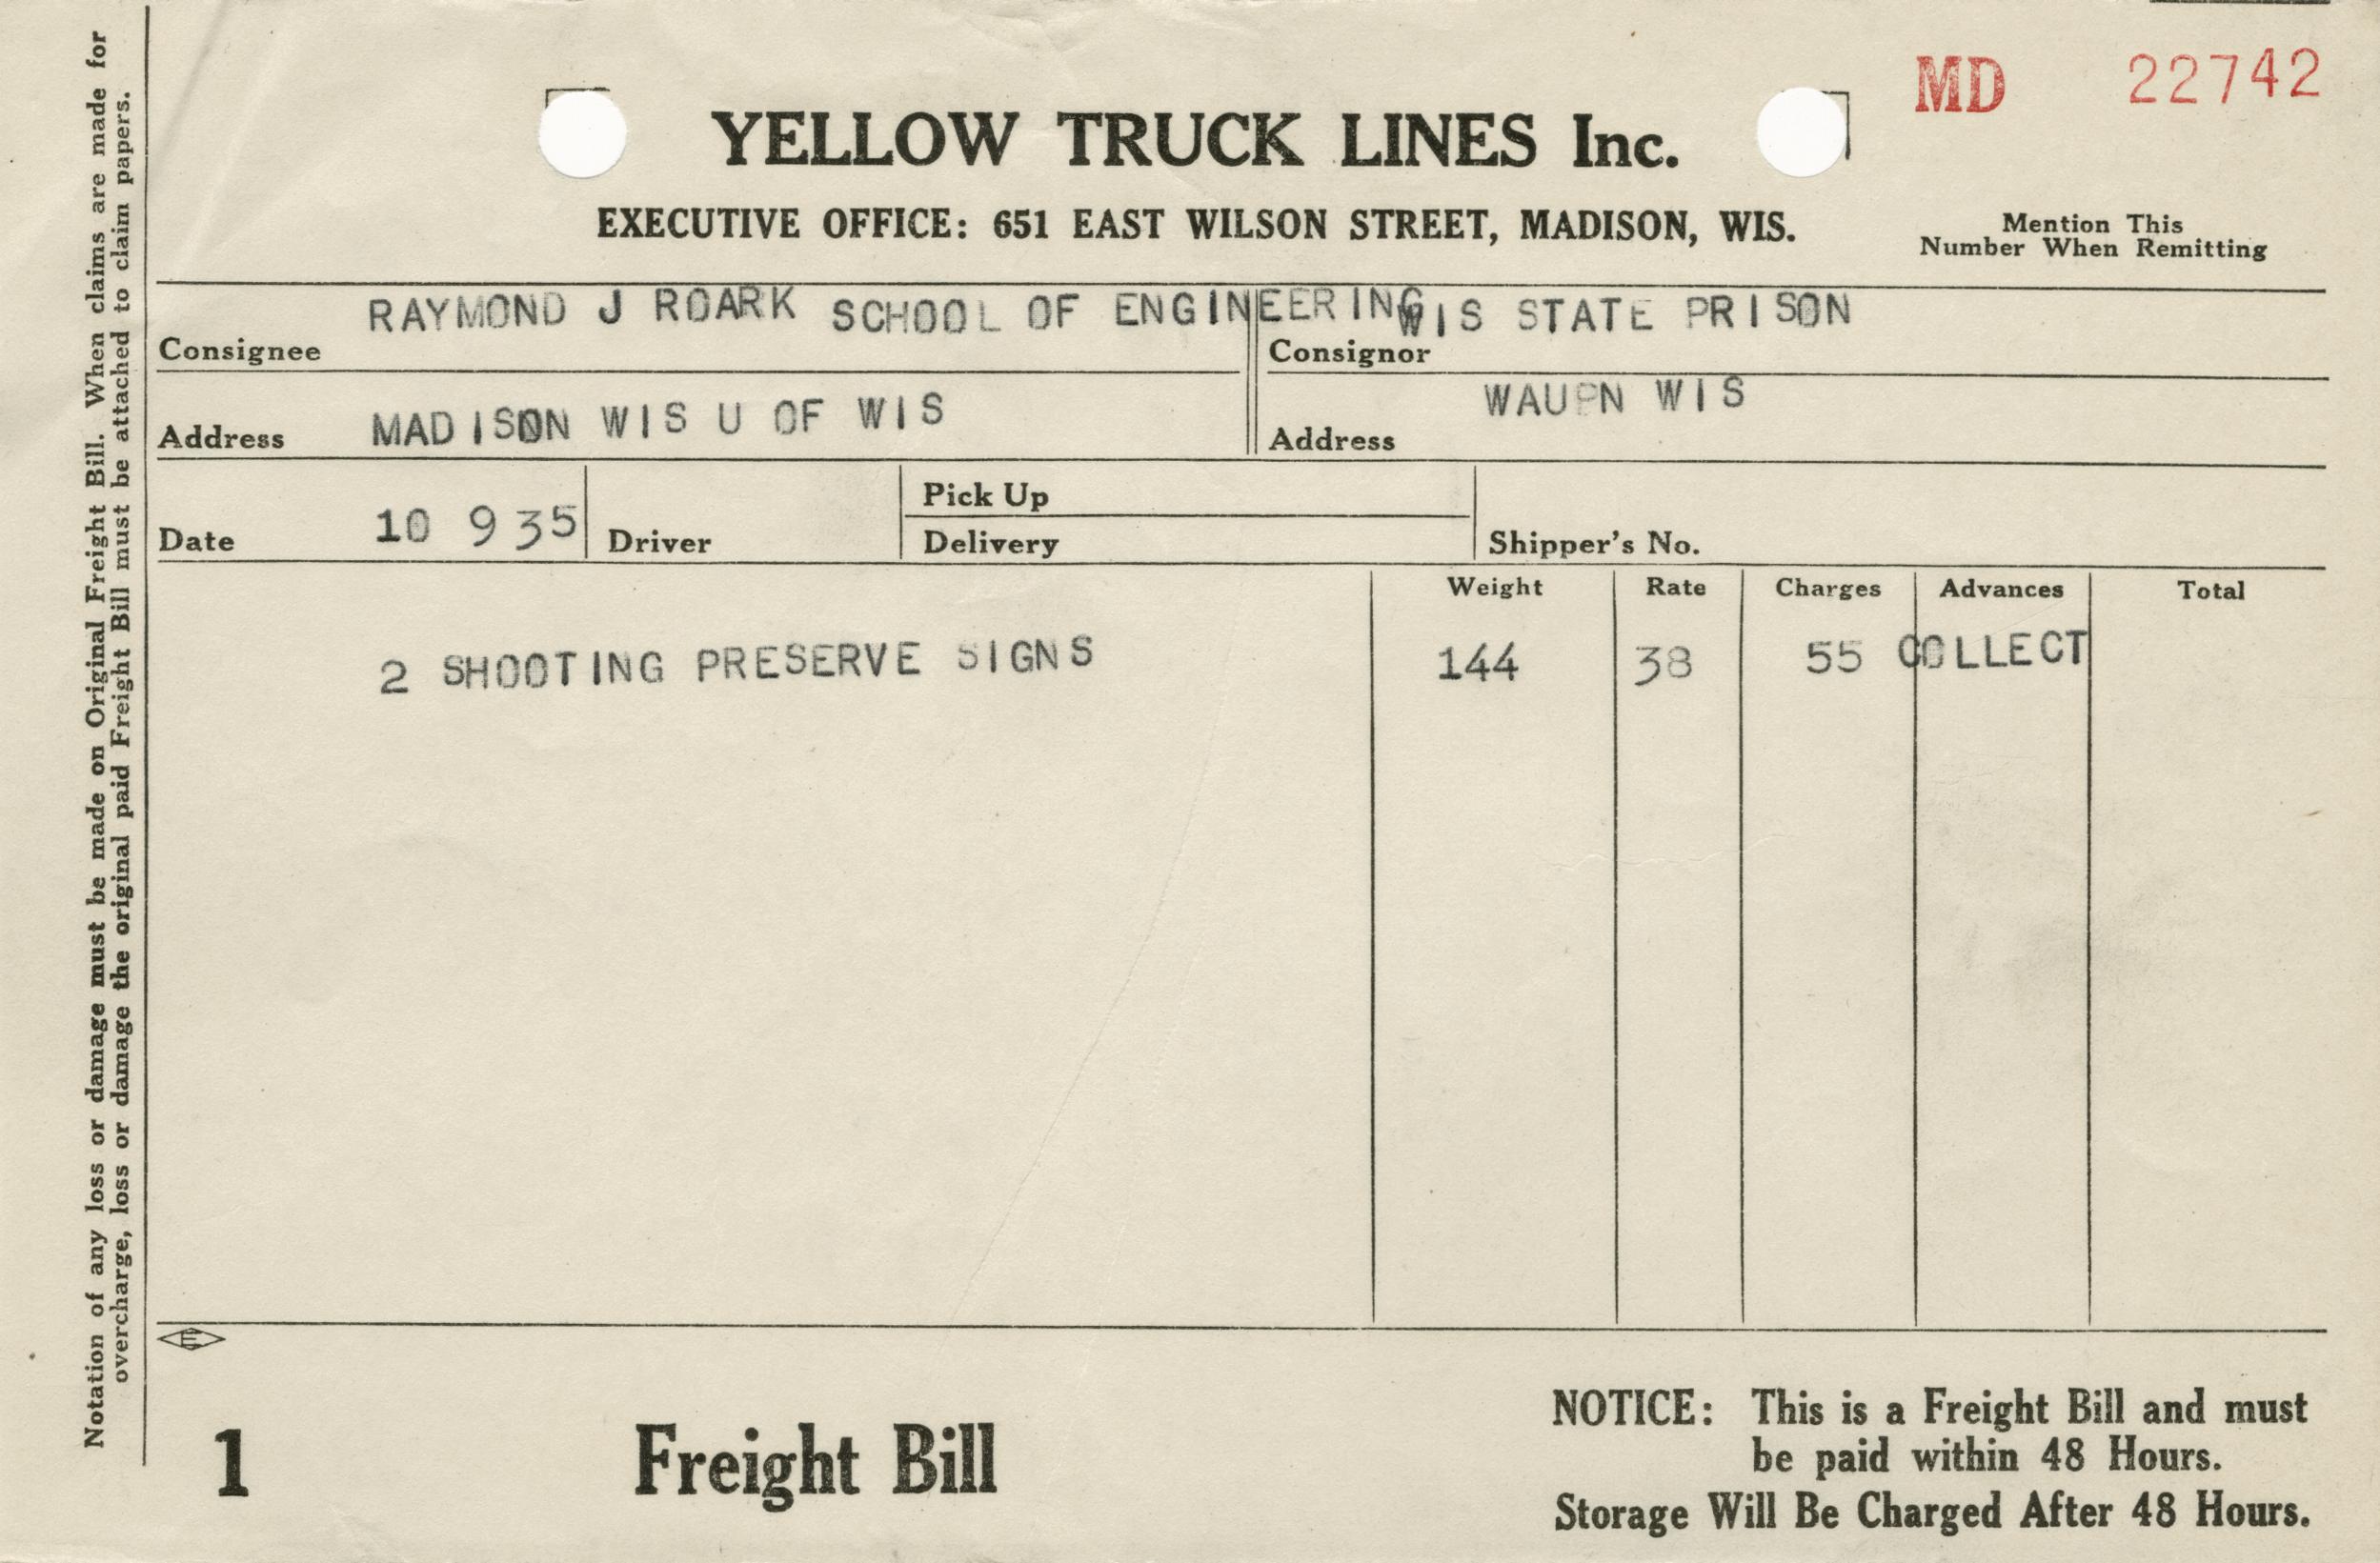 MD 22742
YELLOW TRUCK LINES Inc.
EXECUTIVE OFFICE: 651 EAST WILSON STREET, MADISON, WIS.
Mention This
Number When Remitting
Consignee RAYMOND J ROARK SCHOOL OF ENGINEERING
Consignor WIS STATE PRISON
Address MADISON WIS U OF WIS
Address WAUPN WIS
Date 10 9 35
Driver
Pick Up
Delivery
Shipper's No.
Weight Rate Charges Advances Total
2 SHOOTING PRESERVE SIGNS 144 38 55 COLLECT
E
1
Freight Bill
NOTICE: This is a Freight Bill and must
be paid within 48 Hours.
Storage Will Be Charged After 48 Hours.
Notation of any loss or damage must be made on Original Freight Bill. When claims are made for
overcharge, loss or damage the original paid Freight Bill must be attached to claim papers.